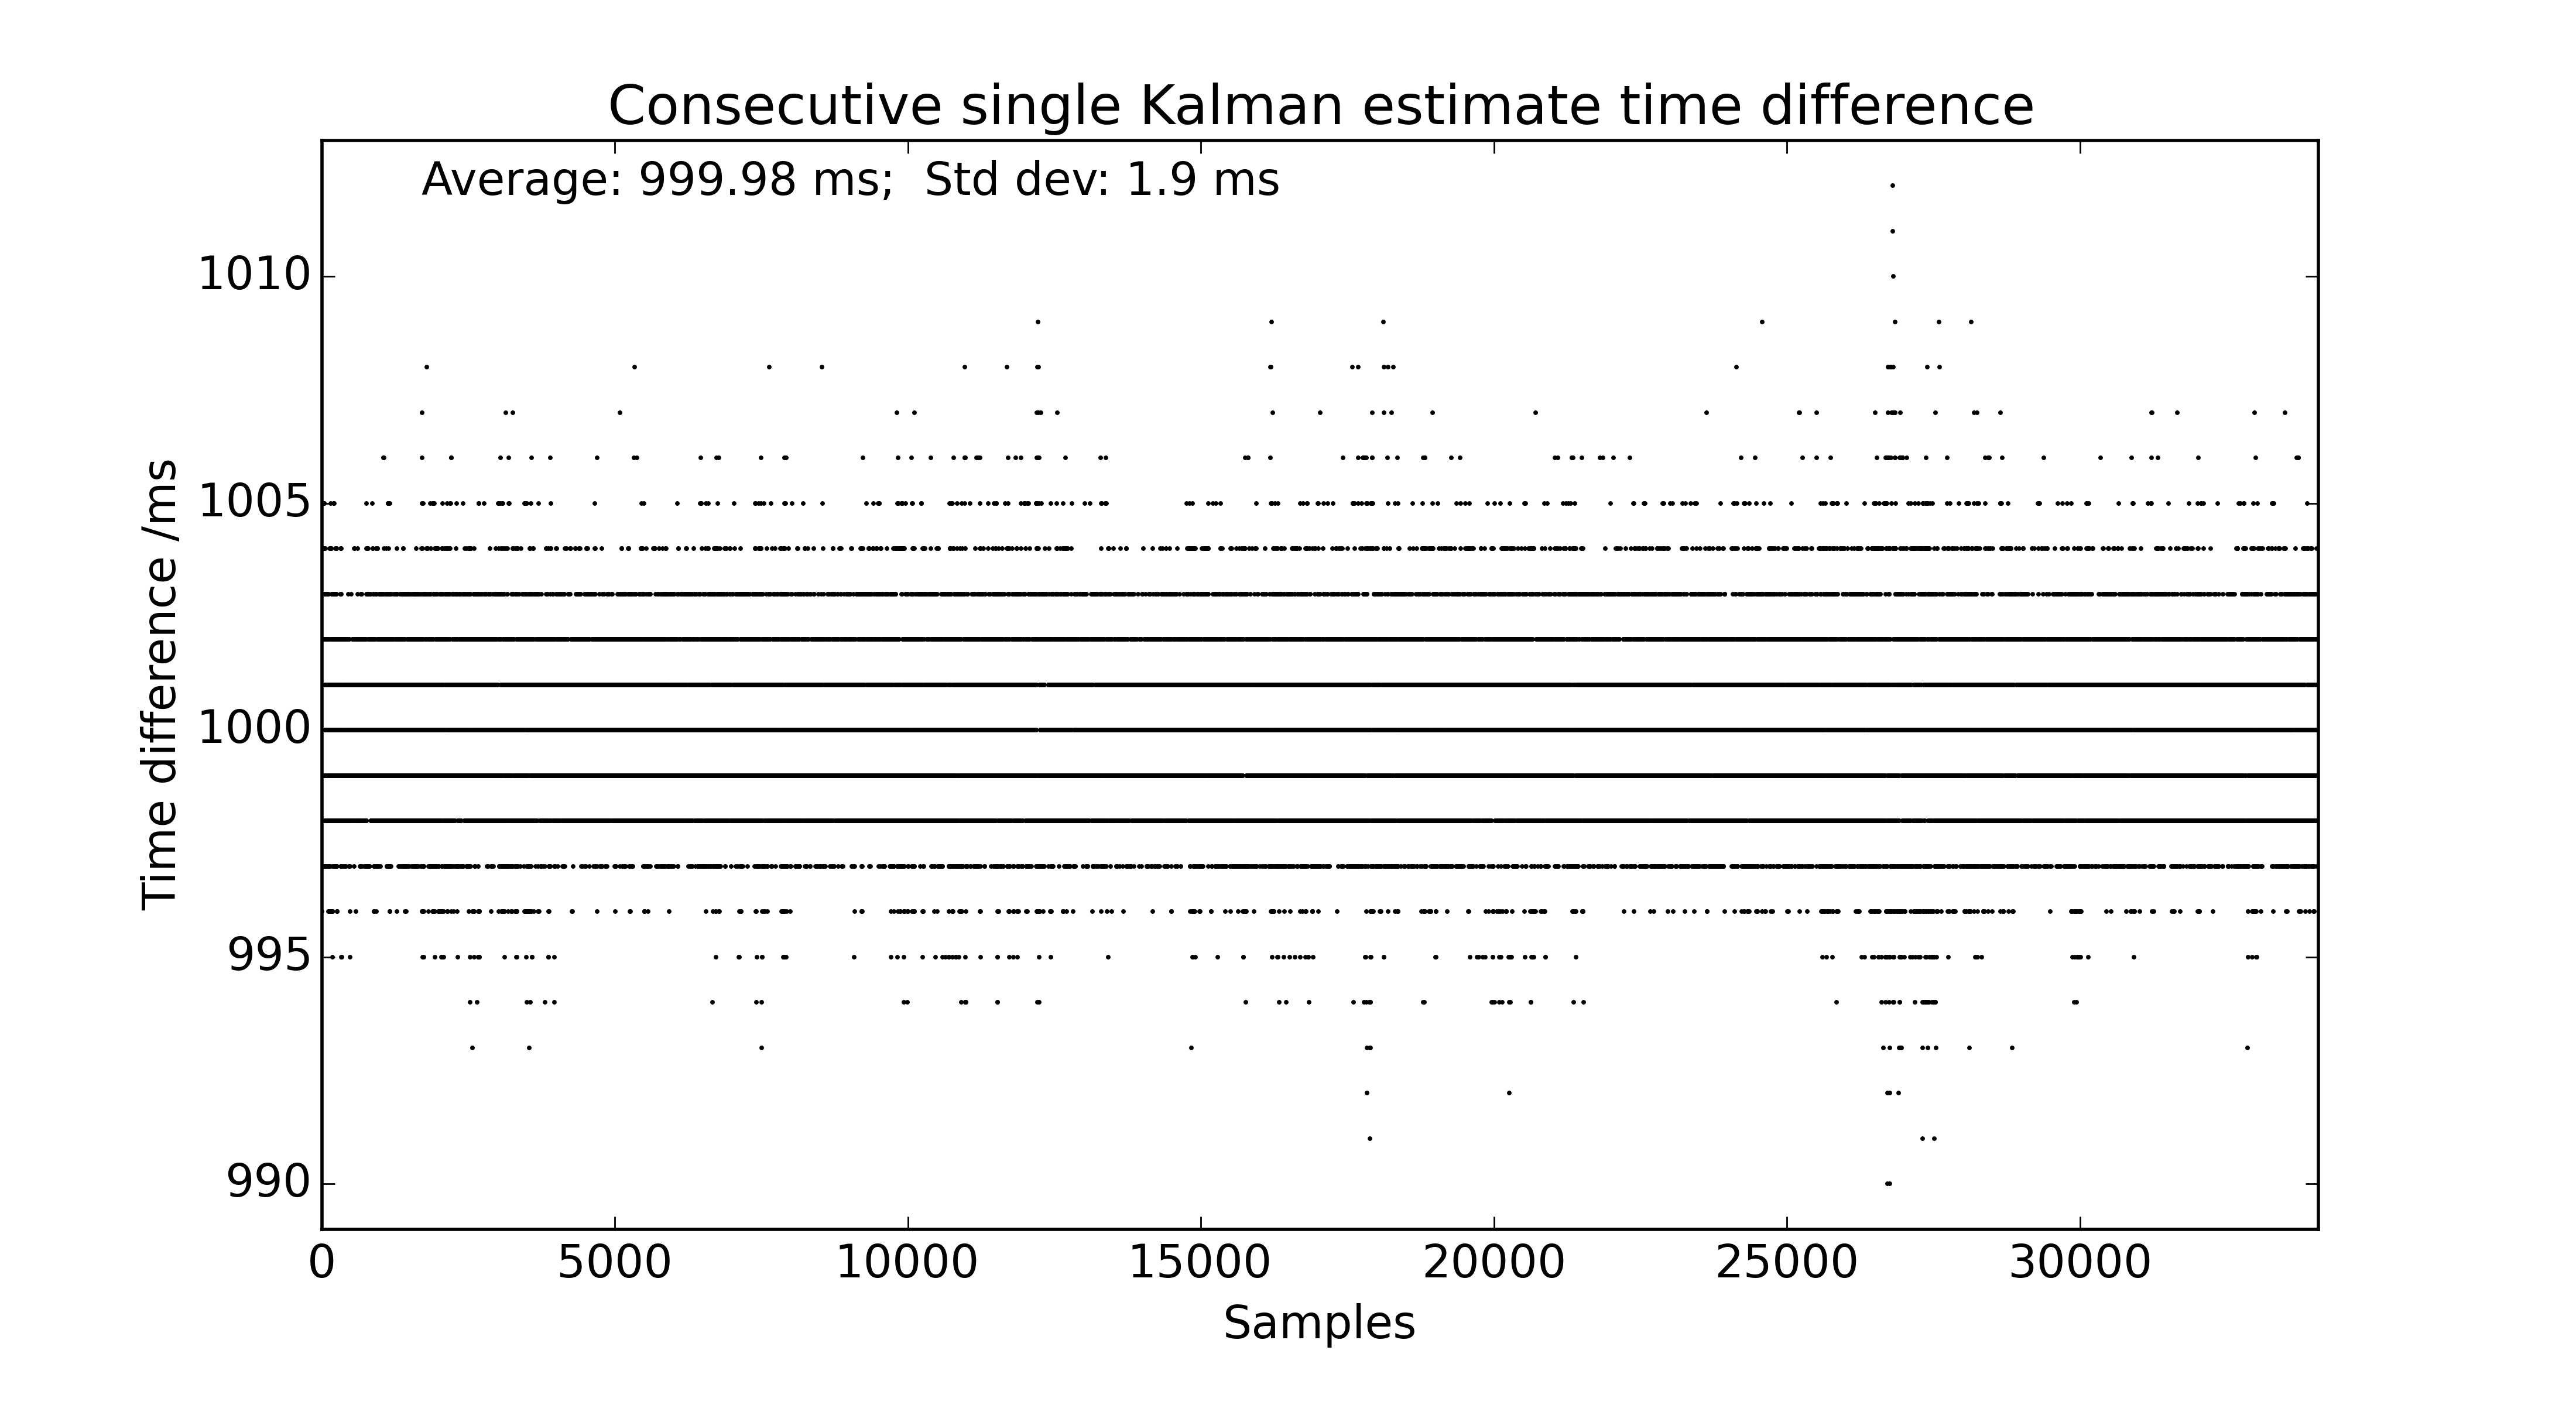 Consecutive single Kalman estimate time difference
Average: 999.98 ms;  Std dev: 1.9 ms
Time difference /ms
1010
1005
1000
995
990
0 5000 10000 15000 20000 25000 30000
Samples